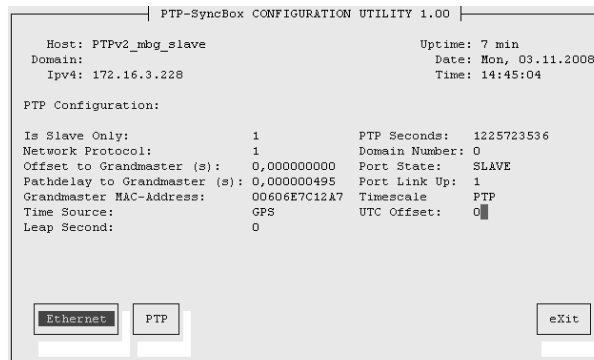 PTP-SyncBox CONFIGURATION UTILITY 1.00
Host: PTPv2_mbg_slave Uptime: 7 min
Domain: Date: Mon, 03.11.2008
Ipv4: 172.16.3.228 Time: 14:45:04
PTP Configuration:
Is Slave Only: 1 PTP Seconds: 1225723536
Network Protocol: 1 Domain Number: 0
Offset to Grandmaster (s): 0,000000000 Port State: SLAVE
Pathdelay to Grandmaster (s): 0,000000495 Port Link Up: 1
Grandmaster MAC-Address: 00606E7C12A7 Timescale PTP
Time Source: GPS UTC Offset: 0
Leap Second: 0
Ethernet PTP eXit